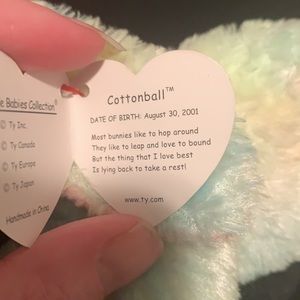 e Babies Collection®
© Ty Inc.
© Ty Canada
© Ty Europe
© Ty Japan
Handmade in China
Cottonball™
DATE OF BIRTH: August 30, 2001
Most bunnies like to hop around
They like to leap and love to bound
But the thing that I love best
Is lying back to take a rest!
www.ty.com